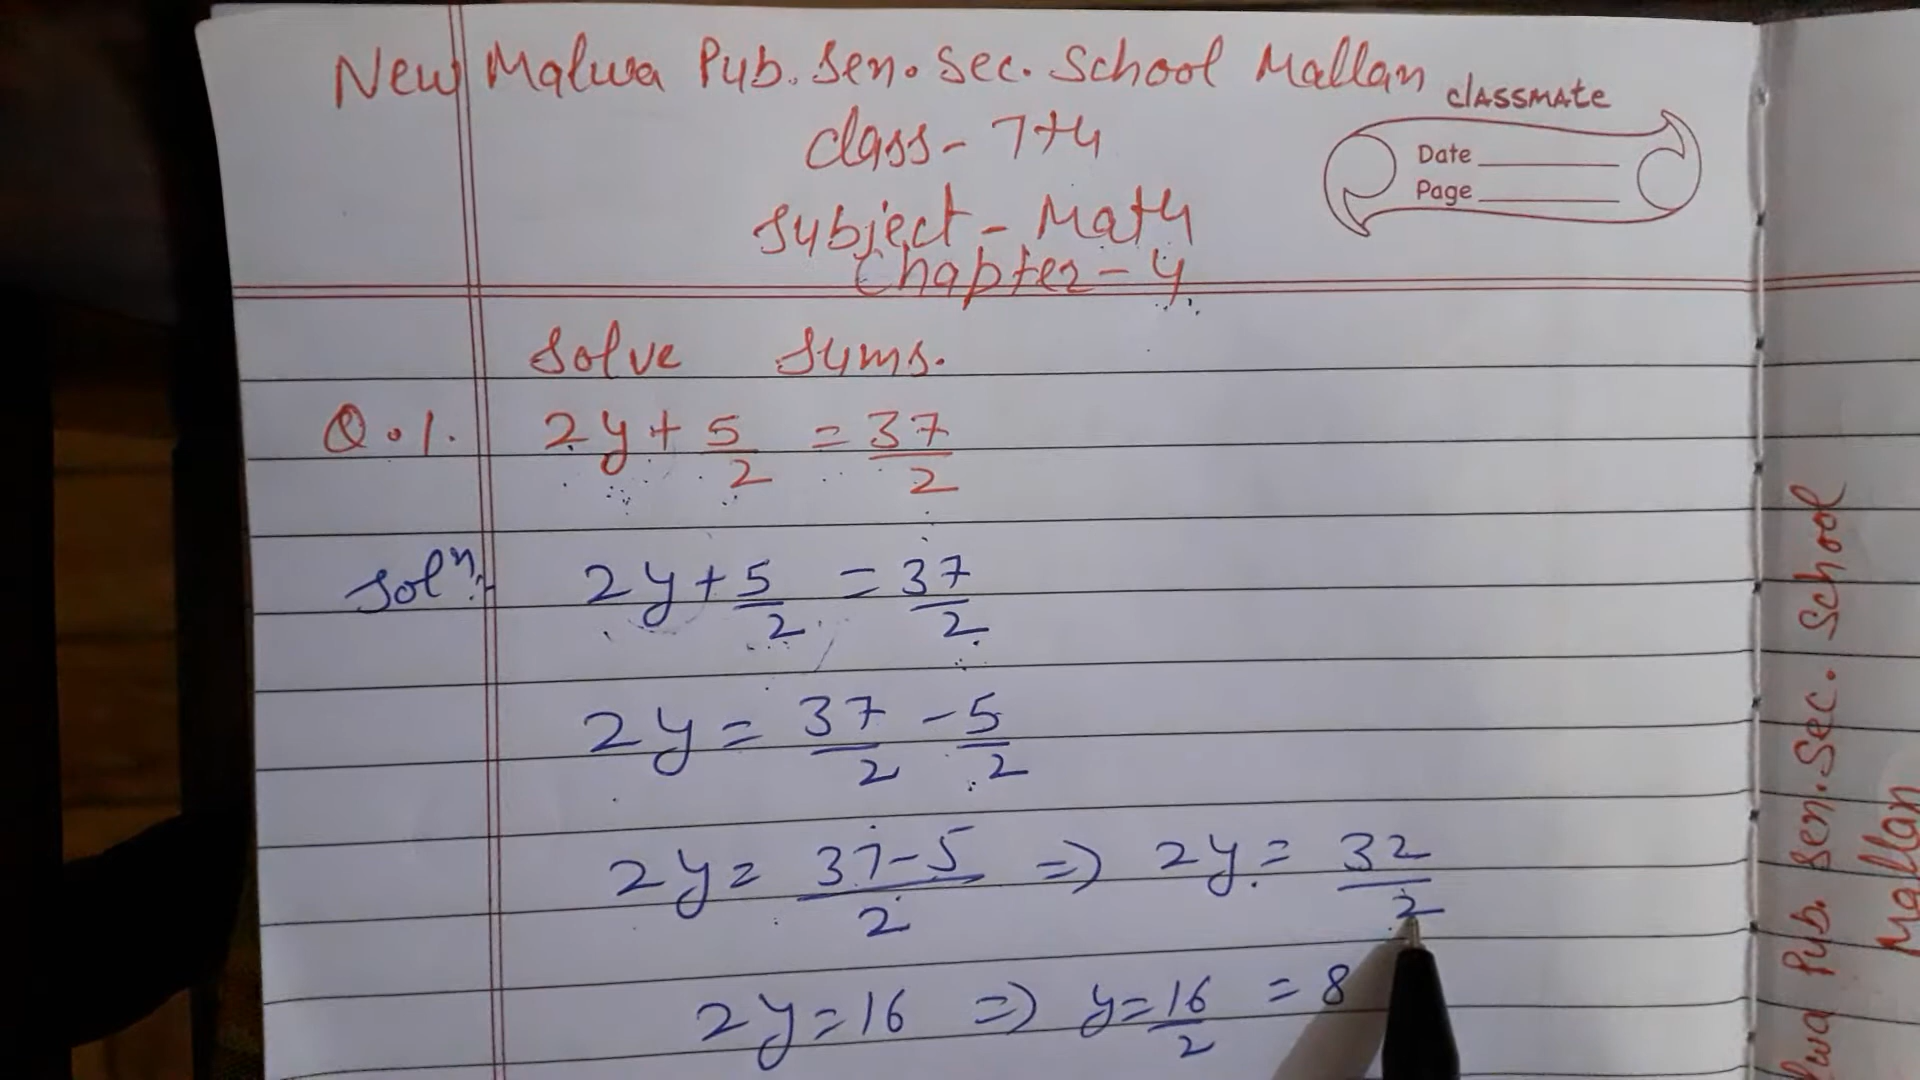 New Malwa Pub. Sen. Sec. School Mallan
classmate
Date
Page
Class - 7th
Subject - Math
Chapter - 4
Solve Sums.
Q.1. 2y + 5/2 = 37/2
Solⁿ:- 2y + 5/2 = 37/2
2y = 37/2 - 5/2
2y = 37-5/2 => 2y = 32/2
2y = 16 => y = 16/2 = 8
Pub. Sen. Sec. School
Mallan